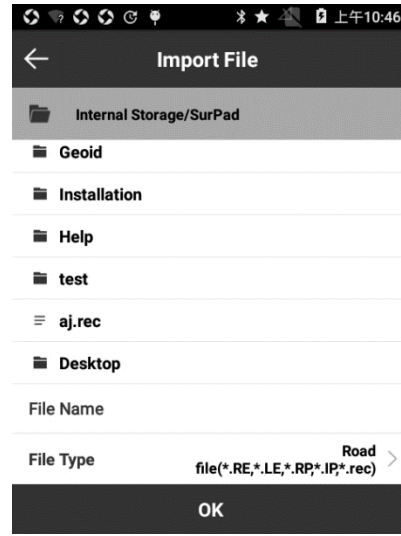 上午10:46
Import File
Internal Storage/SurPad
Geoid
Installation
Help
test
aj.rec
Desktop
File Name
File Type
Road
file(*.RE,*.LE,*.RP,*.IP,*.rec)
OK